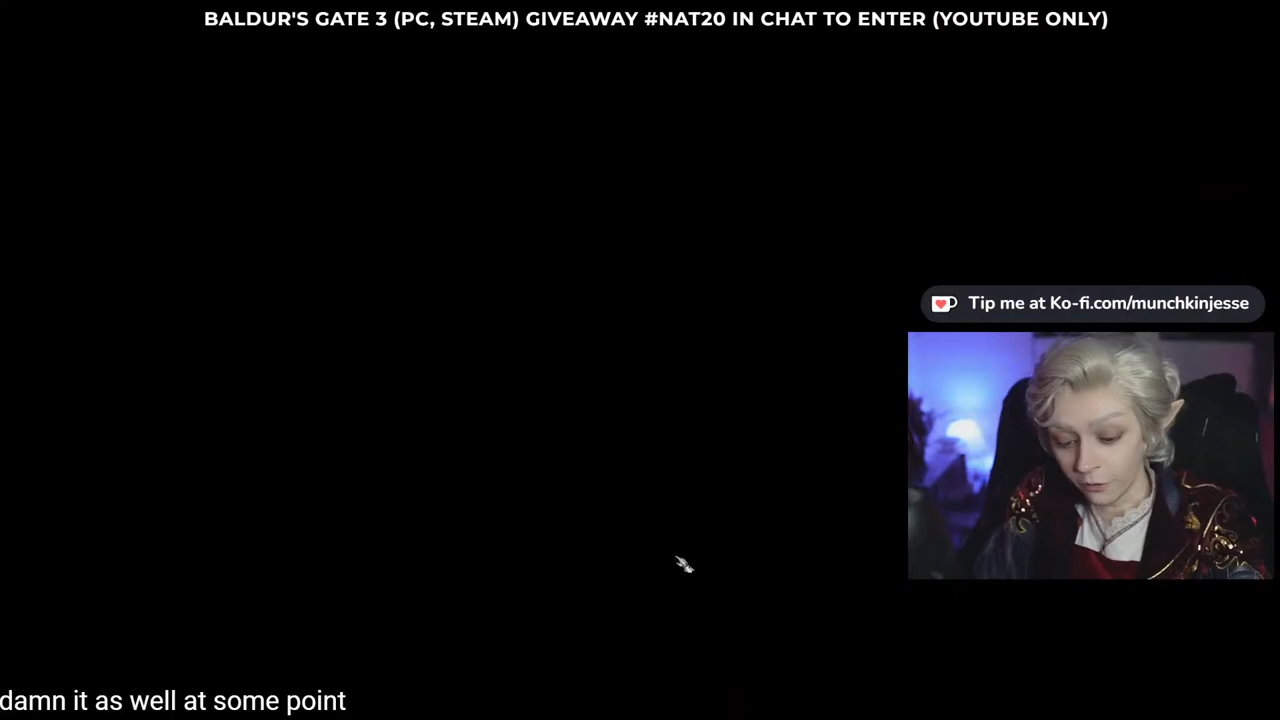 BALDUR'S GATE 3 (PC, STEAM) GIVEAWAY #NAT20 IN CHAT TO ENTER (YOUTUBE ONLY)
Tip me at Ko-fi.com/munchkinjesse
damn it as well at some point